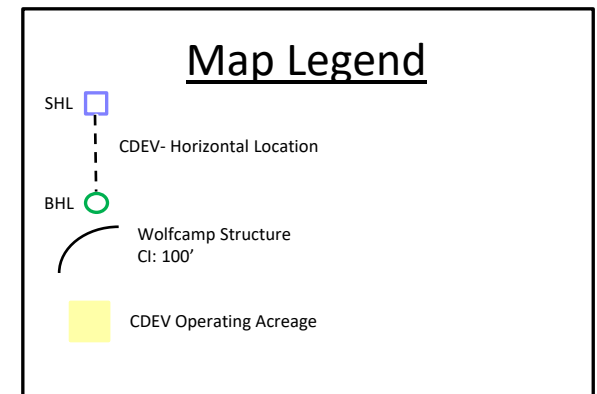 Map Legend
SHL
CDEV- Horizontal Location
BHL
Wolfcamp Structure
CI: 100’
CDEV Operating Acreage